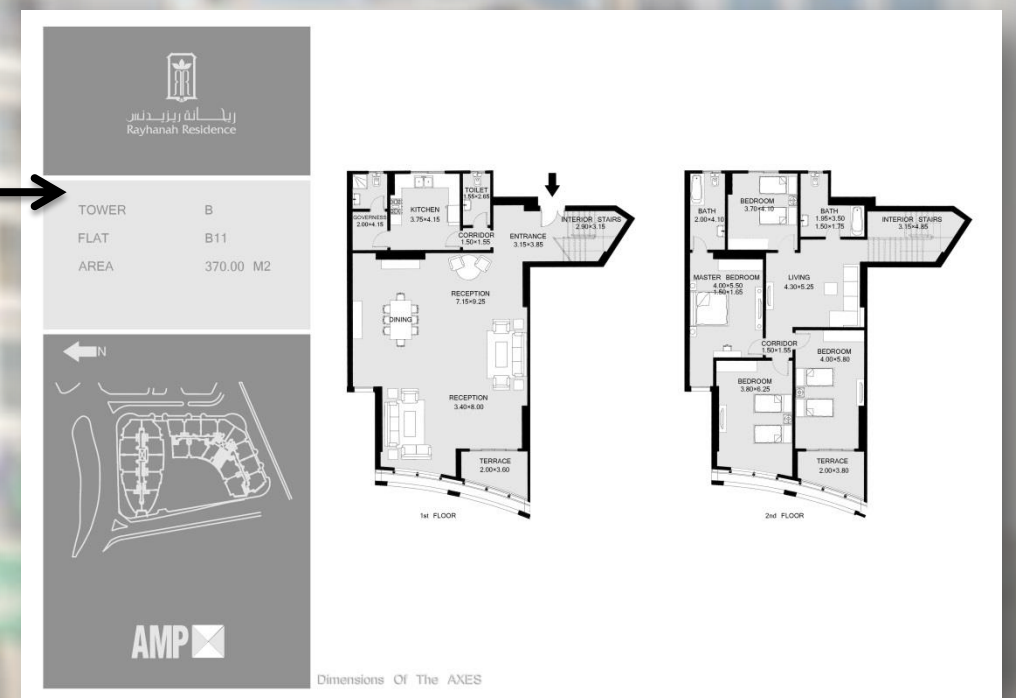 ريحانة ريزيدنس
Rayhanah Residence
TOWER B
FLAT B11
AREA 370.00 M2
N
AMP
TOILET
1.55×2.65
KITCHEN
3.75×4.15
GOVERNESS
2.00×4.15
CORRIDOR
1.50×1.55
ENTRANCE
3.15×3.85
INTERIOR STAIRS
2.90×3.15
RECEPTION
7.15×9.25
DINING
RECEPTION
3.40×8.00
TERRACE
2.00×3.60
1st FLOOR
BATH
2.00×4.10
BEDROOM
3.70×4.10
BATH
1.95×3.50
1.50×1.75
INTERIOR STAIRS
3.15×4.85
MASTER BEDROOM
4.00×5.50
1.50×1.65
LIVING
4.30×5.25
CORRIDOR
1.50×1.55
BEDROOM
4.00×5.80
BEDROOM
3.80×6.25
TERRACE
2.00×3.80
2nd FLOOR
Dimensions Of The AXES